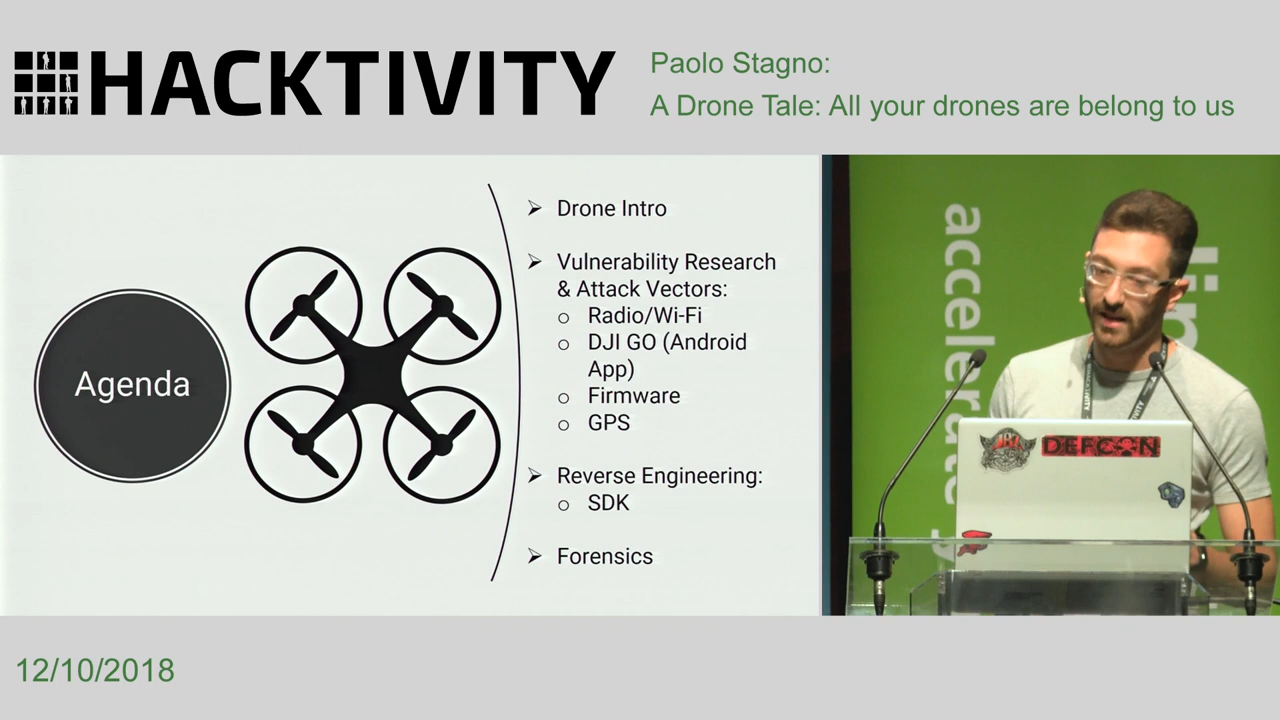 HACKTIVITY
Paolo Stagno:
A Drone Tale: All your drones are belong to us
Agenda
➢ Drone Intro
➢ Vulnerability Research
& Attack Vectors:
o Radio/Wi-Fi
o DJI GO (Android
App)
o Firmware
o GPS
➢ Reverse Engineering:
o SDK
➢ Forensics
DEFCON
12/10/2018